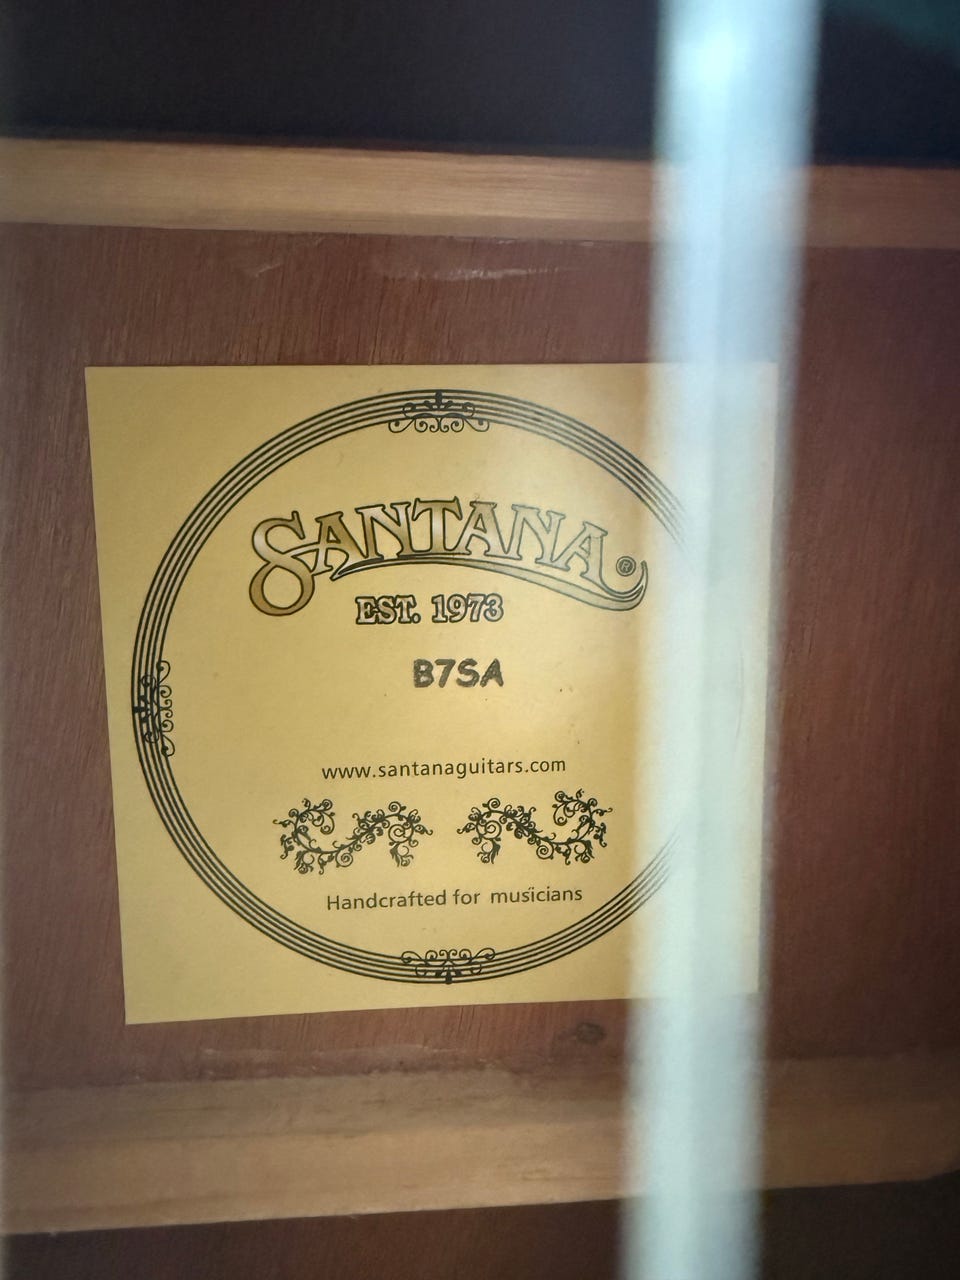 SANTANA®
EST. 1973
B7SA
www.santanaguitars.com
Handcrafted for musicians